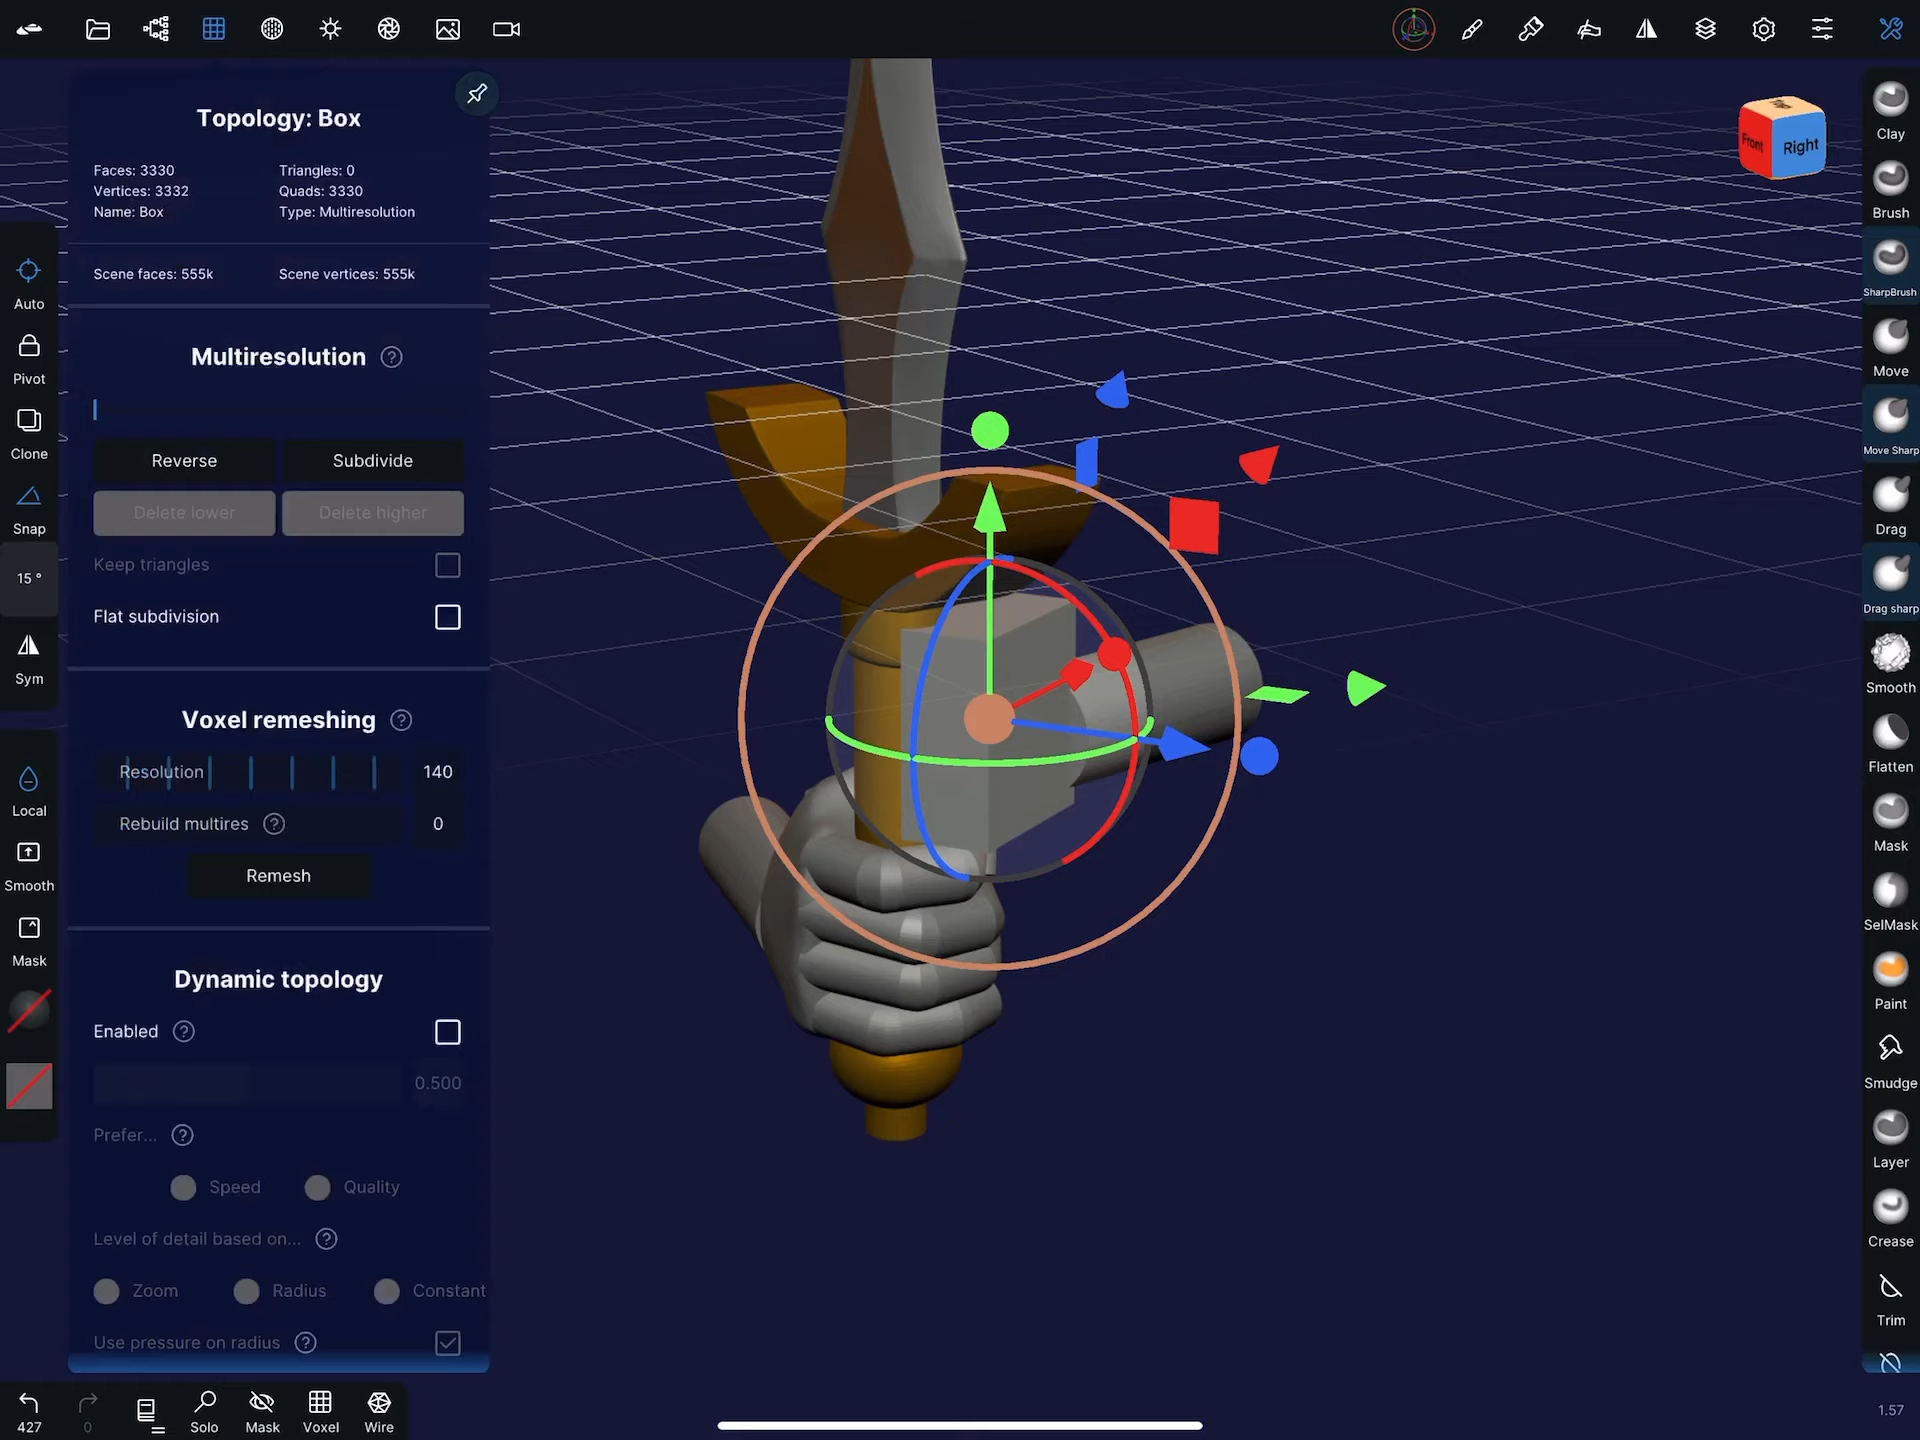 Topology: Box
Faces: 3330
Triangles: 0
Vertices: 3332
Quads: 3330
Name: Box
Type: Multiresolution
Scene faces: 555k
Scene vertices: 555k
Multiresolution ?
Reverse
Subdivide
Delete lower
Delete higher
Keep triangles
Flat subdivision
Voxel remeshing ?
Resolution
140
Rebuild multires ?
0
Remesh
Dynamic topology
Enabled ?
0.500
Prefer... ?
Speed
Quality
Level of detail based on... ?
Zoom
Radius
Constant
Use pressure on radius ?
Auto
Pivot
Clone
Snap
15 °
Sym
Local
Smooth
Mask
427
0
Solo
Mask
Voxel
Wire
Top
Front
Right
Clay
Brush
SharpBrush
Move
Move Sharp
Drag
Drag sharp
Smooth
Flatten
Mask
SelMask
Paint
Smudge
Layer
Crease
Trim
1.57